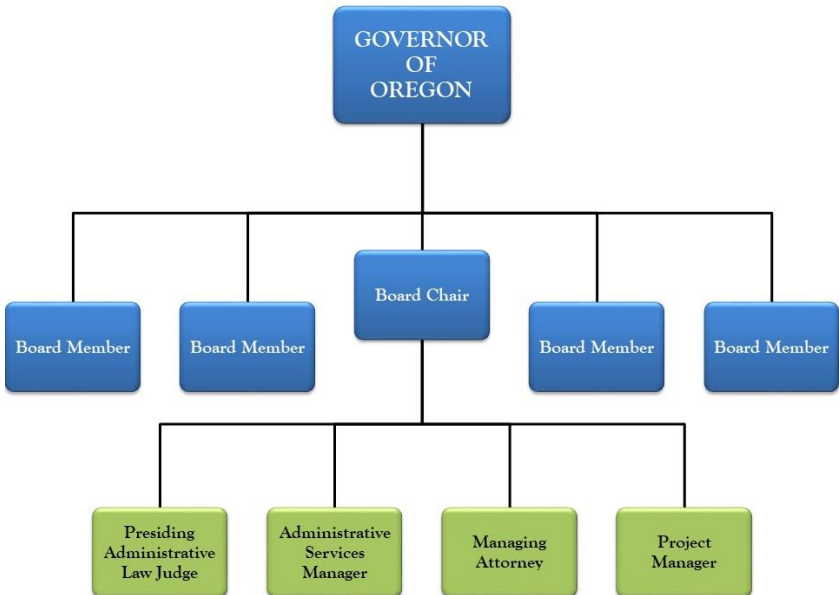 GOVERNOR
OF
OREGON
Board Member
Board Member
Board Chair
Board Member
Board Member
Presiding
Administrative
Law Judge
Administrative
Services
Manager
Managing
Attorney
Project
Manager